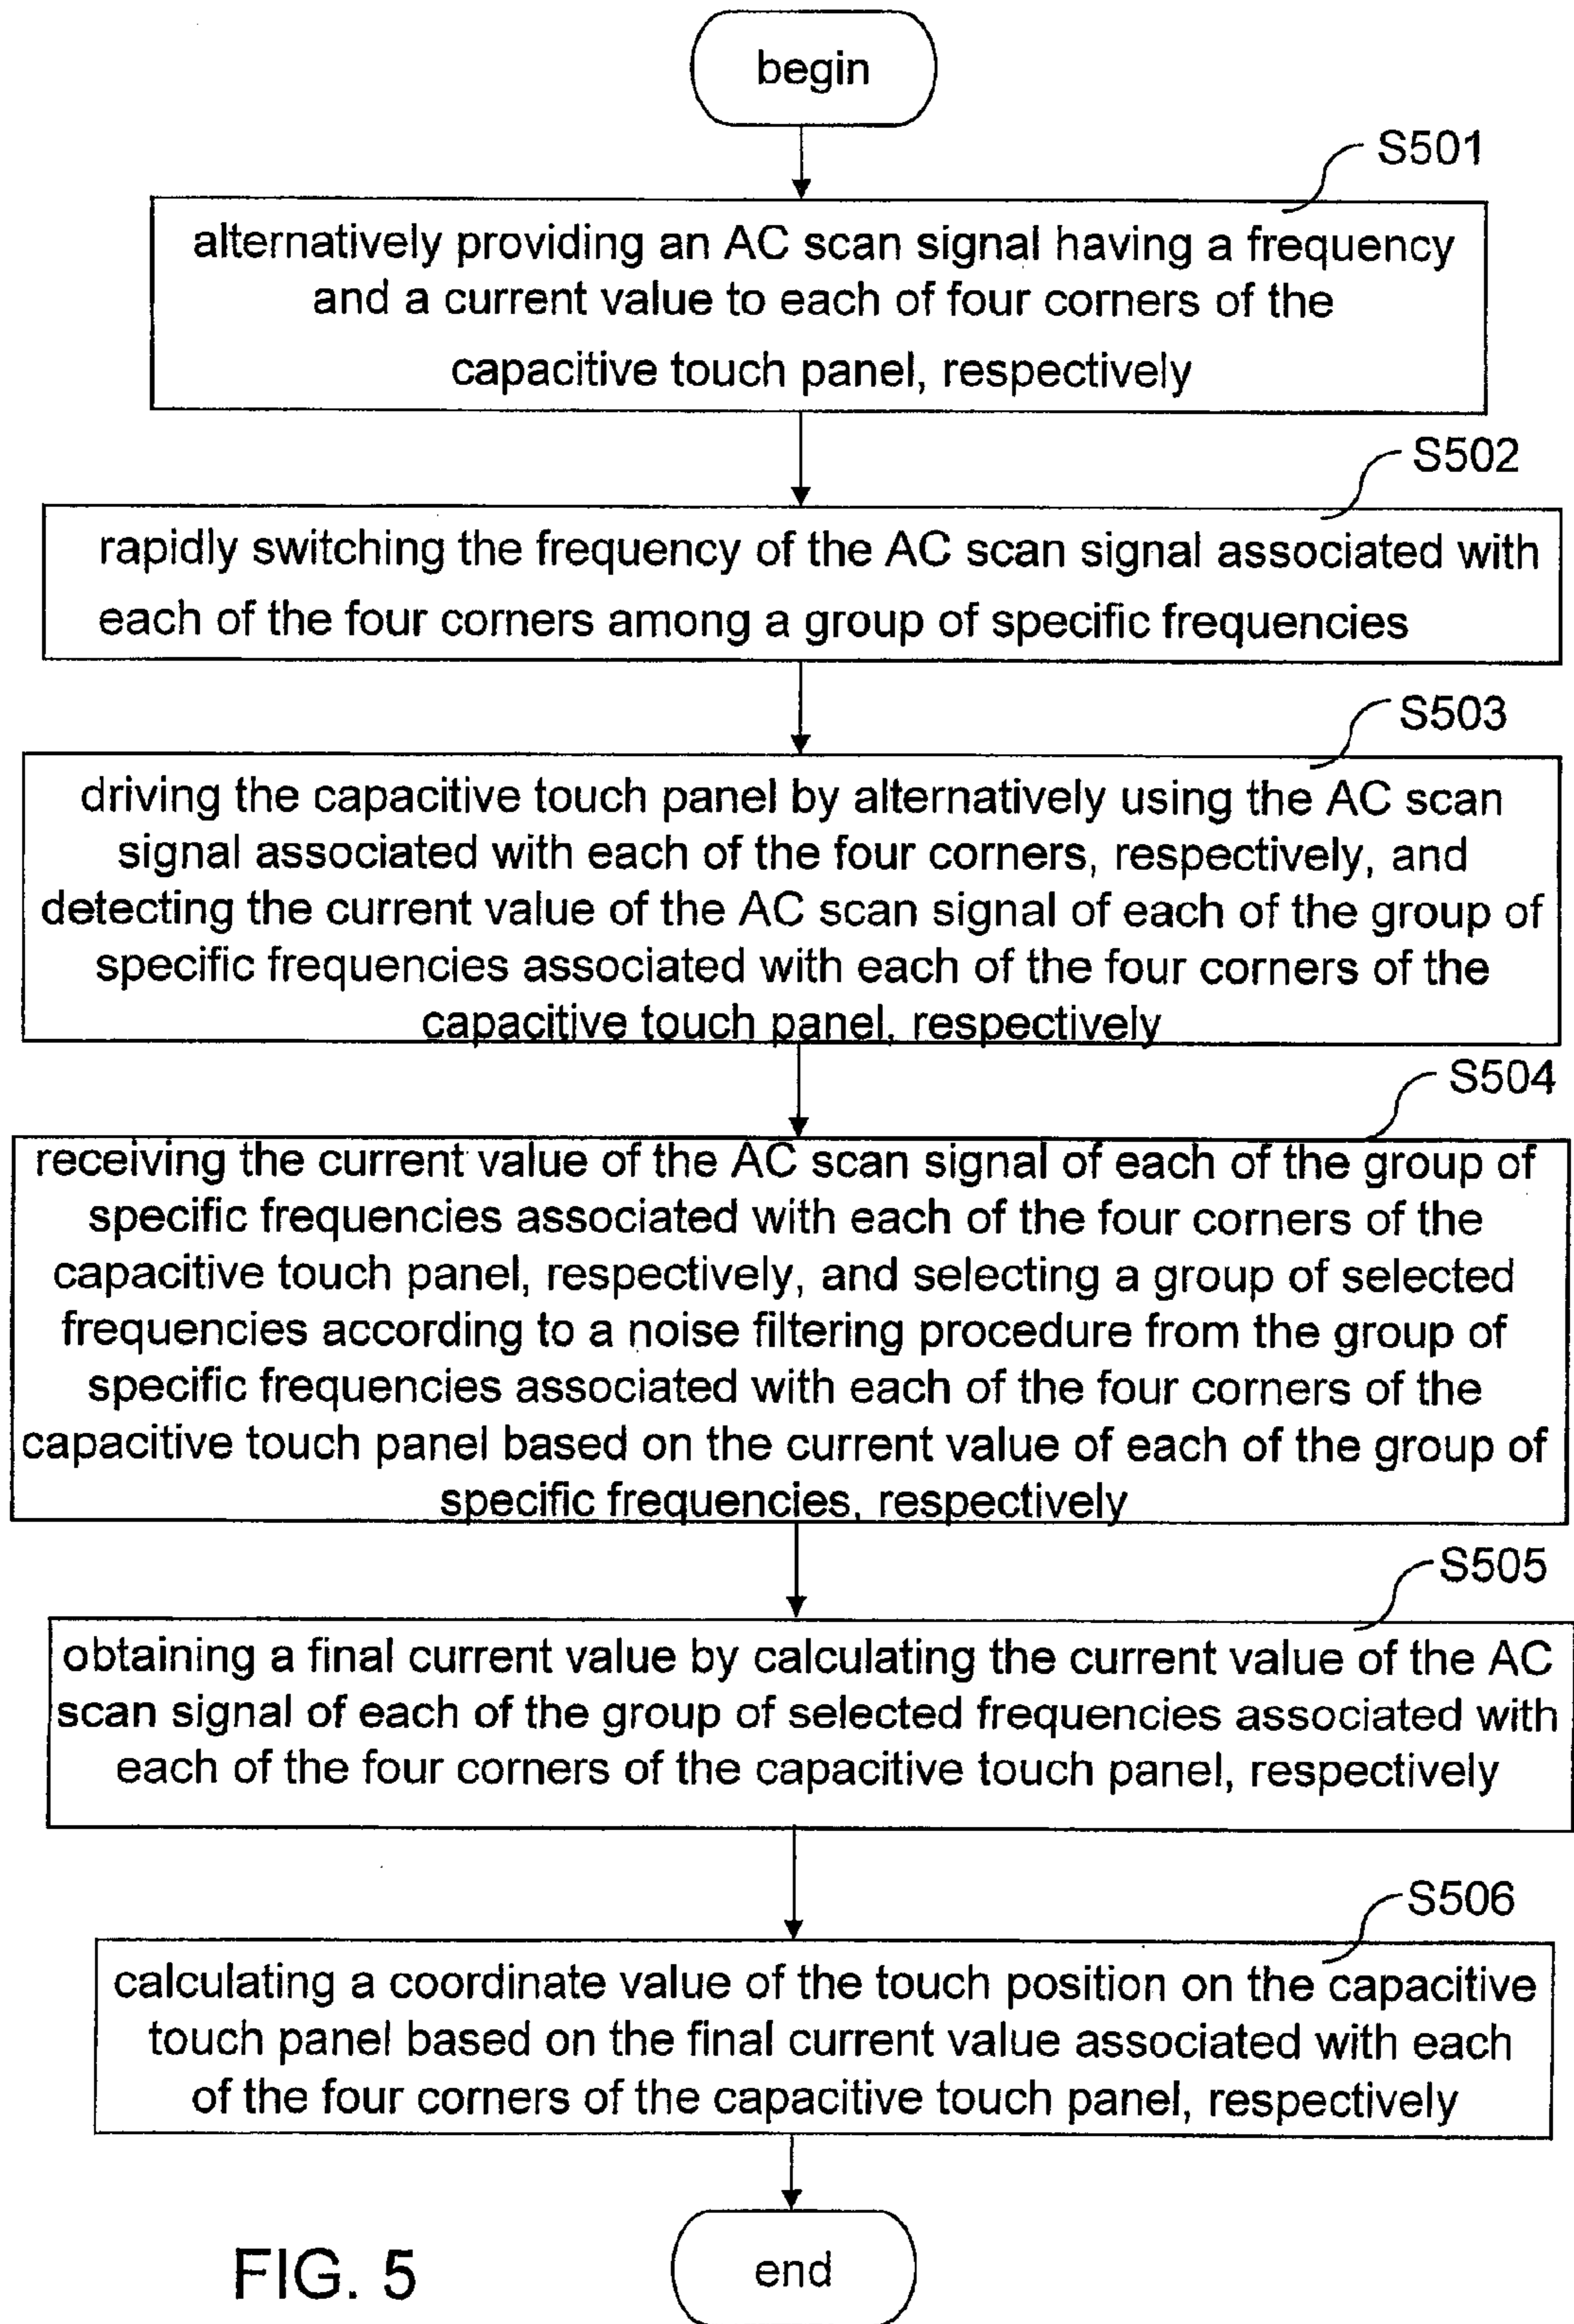 begin
S501
alternatively providing an AC scan signal having a frequency
and a current value to each of four corners of the
capacitive touch panel, respectively
S502
rapidly switching the frequency of the AC scan signal associated with
each of the four corners among a group of specific frequencies
S503
driving the capacitive touch panel by alternatively using the AC scan
signal associated with each of the four corners, respectively, and
detecting the current value of the AC scan signal of each of the group of
specific frequencies associated with each of the four corners of the
capacitive touch panel, respectively
S504
receiving the current value of the AC scan signal of each of the group of
specific frequencies associated with each of the four corners of the
capacitive touch panel, respectively, and selecting a group of selected
frequencies according to a noise filtering procedure from the group of
specific frequencies associated with each of the four corners of the
capacitive touch panel based on the current value of each of the group of
specific frequencies, respectively
S505
obtaining a final current value by calculating the current value of the AC
scan signal of each of the group of selected frequencies associated with
each of the four corners of the capacitive touch panel, respectively
S506
calculating a coordinate value of the touch position on the capacitive
touch panel based on the final current value associated with each
of the four corners of the capacitive touch panel, respectively
end
FIG. 5